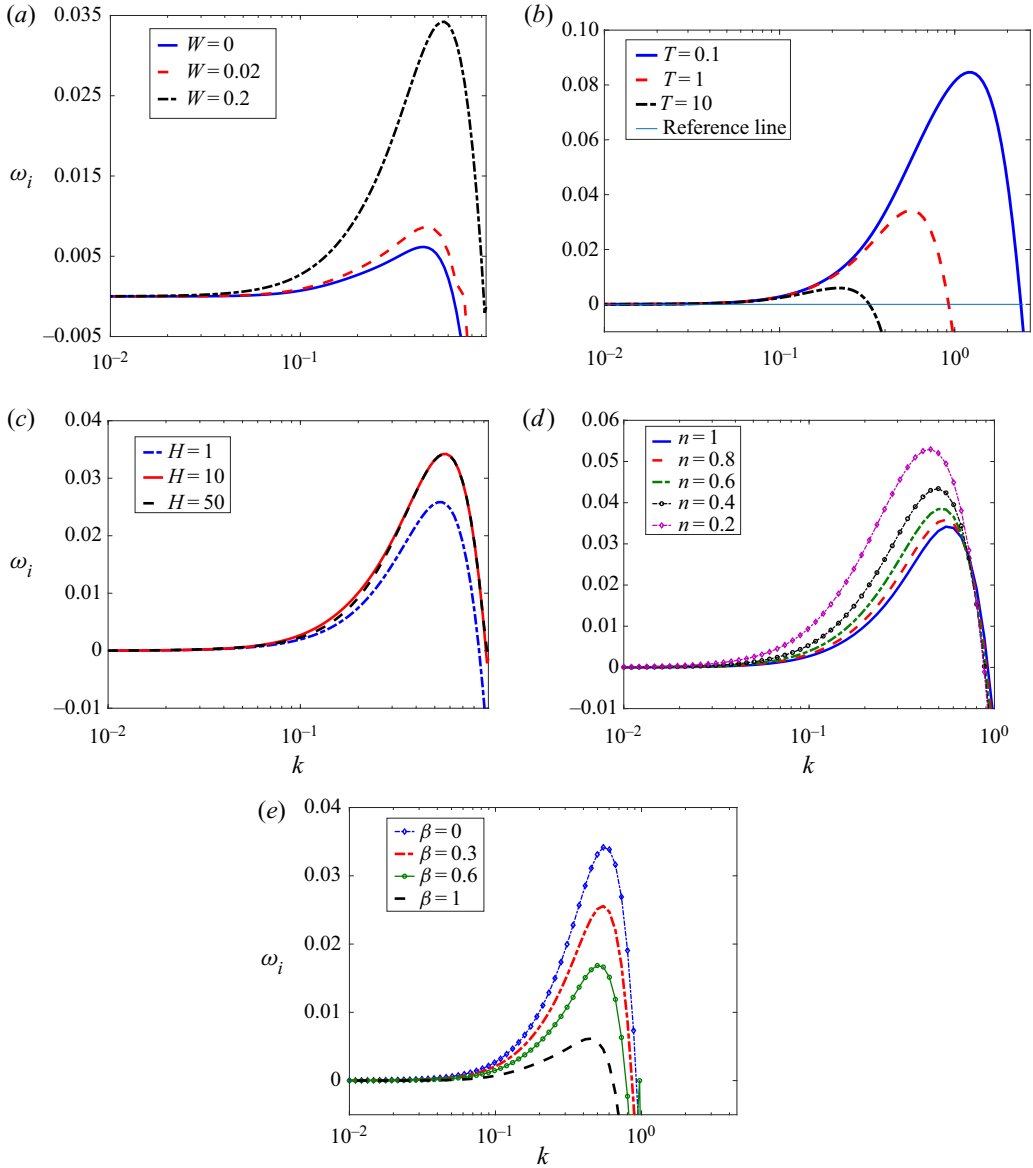 (a)
0.035
0.025
0.015
0.005
–0.005
ω_i
W = 0
W = 0.02
W = 0.2
10^–2
10^–1
(b)
0.10
0.08
0.06
0.04
0.02
0
T = 0.1
T = 1
T = 10
Reference line
10^–2
10^–1
10^0
(c)
0.04
0.03
0.02
0.01
0
–0.01
ω_i
H = 1
H = 10
H = 50
10^–2
10^–1
k
(d)
0.06
0.05
0.04
0.03
0.02
0.01
0
–0.01
n = 1
n = 0.8
n = 0.6
n = 0.4
n = 0.2
10^–2
10^–1
10^0
k
(e)
0.04
0.03
0.02
0.01
0
ω_i
β = 0
β = 0.3
β = 0.6
β = 1
10^–2
10^–1
10^0
k